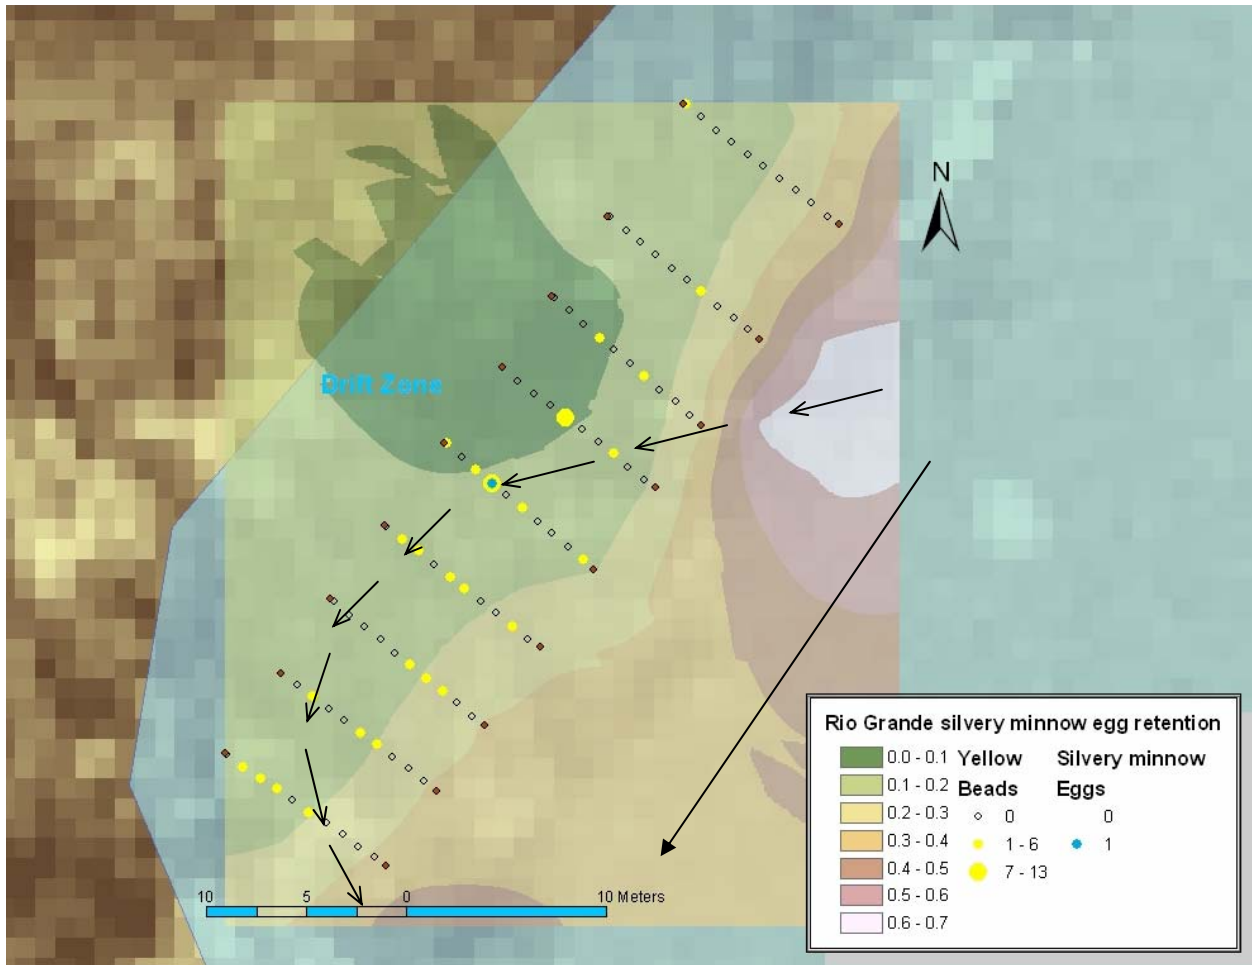 N
Drift Zone
10 5 0 10 Meters
Rio Grande silvery minnow egg retention
0.0 - 0.1 Yellow Silvery minnow
0.1 - 0.2 Beads Eggs
0.2 - 0.3 0 0
0.3 - 0.4 1 - 6 1
0.4 - 0.5 7 - 13
0.5 - 0.6
0.6 - 0.7